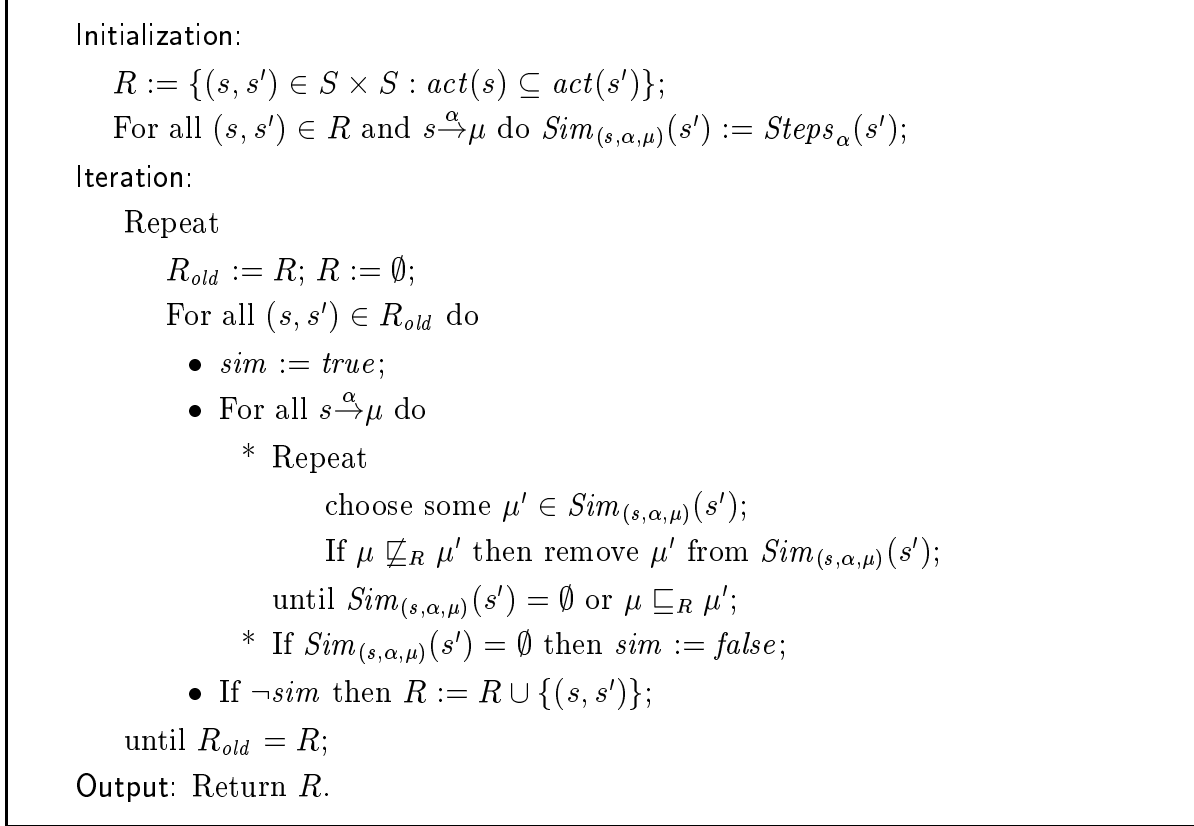 Initialization:
R := {(s, s′) ∈ S × S : act(s) ⊆ act(s′)};
For all (s, s′) ∈ R and s →^α μ do Sim_(s,α,μ)(s′) := Steps_α(s′);
Iteration:
Repeat
R_old := R; R := ∅;
For all (s, s′) ∈ R_old do
• sim := true;
• For all s →^α μ do
* Repeat
choose some μ′ ∈ Sim_(s,α,μ)(s′);
If μ ⋢_R μ′ then remove μ′ from Sim_(s,α,μ)(s′);
until Sim_(s,α,μ)(s′) = ∅ or μ ⊑_R μ′;
* If Sim_(s,α,μ)(s′) = ∅ then sim := false;
• If ¬sim then R := R ∪ {(s, s′)};
until R_old = R;
Output: Return R.